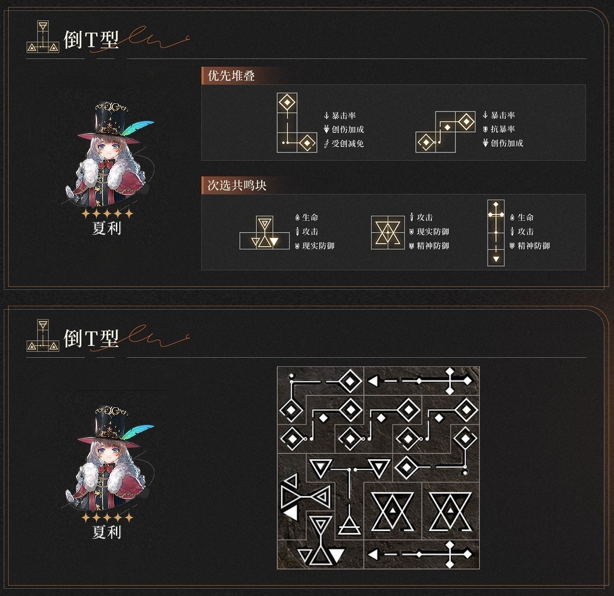 倒T型
优先堆叠
暴击率
创伤加成
受创减免
暴击率
抗暴率
创伤加成
夏利
次选共鸣块
生命
攻击
现实防御
攻击
现实防御
精神防御
生命
攻击
精神防御
倒T型
夏利